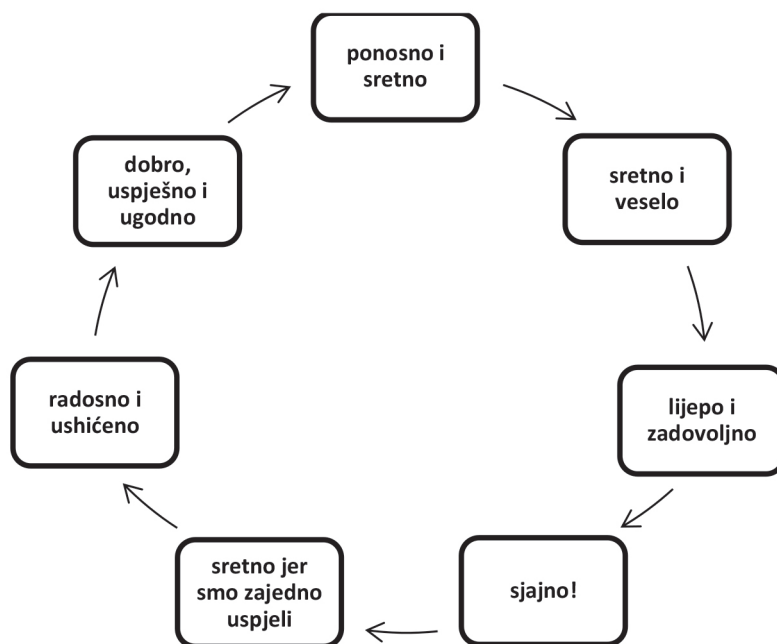 ponosno i
sretno
sretno i
veselo
lijepo i
zadovoljno
sjajno!
sretno jer
smo zajedno
uspjeli
radosno i
ushićeno
dobro,
uspješno i
ugodno